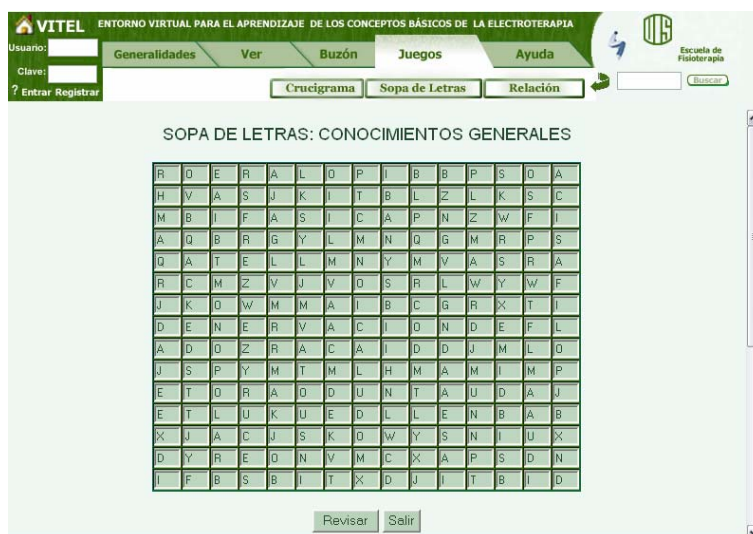 VITEL ENTORNO VIRTUAL PARA EL APRENDIZAJE DE LOS CONCEPTOS BÁSICOS DE LA ELECTROTERAPIA
Usuario:
Generalidades Ver Buzón Juegos Ayuda
Escuela de
Fisioterapia
Clave:
? Entrar Registrar
Crucigrama Sopa de Letras Relación
Buscar
SOPA DE LETRAS: CONOCIMIENTOS GENERALES
R O E R A L O P I B B P S O A
H V A S J K I T B L Z L K S C
M B I F A S I C A P N Z W F I
A Q B R G Y L M N Q G M R P S
Q A T E L L M N Y M V A S R A
R C M Z V J V O S R L W Y W F
J K O W M M A I B C G R X T I
D E N E R V A C I O N D E F L
A D O Z R A C A I D D J M L O
J S P Y M T M L H M A M I M P
E T O R A O D U N T A U D A J
E T L U K U E D L L E N B A B
X J A C J S K O W Y S N I U X
D Y R E O N V M C X A P S D N
I F B S B I T X D J I T B I D
Revisar Salir